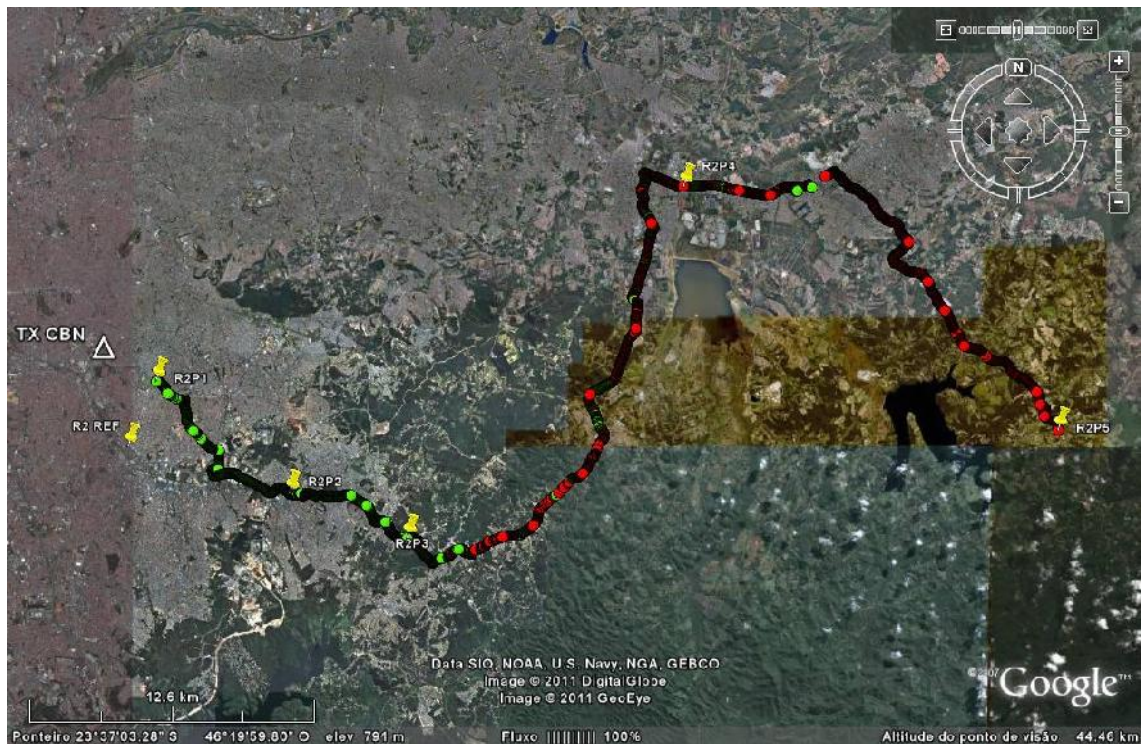 N
R2P4
TX CBN
R2P1
R2 REF
R2P5
R2P2
R2P3
Data SIO, NOAA, U.S. Navy, NGA, GEBCO
Image © 2011 DigitalGlobe
Image © 2011 GeoEye
©2007 Google™
12.6 km
Ponteiro 23°37'03.28" S 46°19'59.80" O elev 791 m Fluxo |||||||||| 100% Altitude do ponto de visão 44.46 km